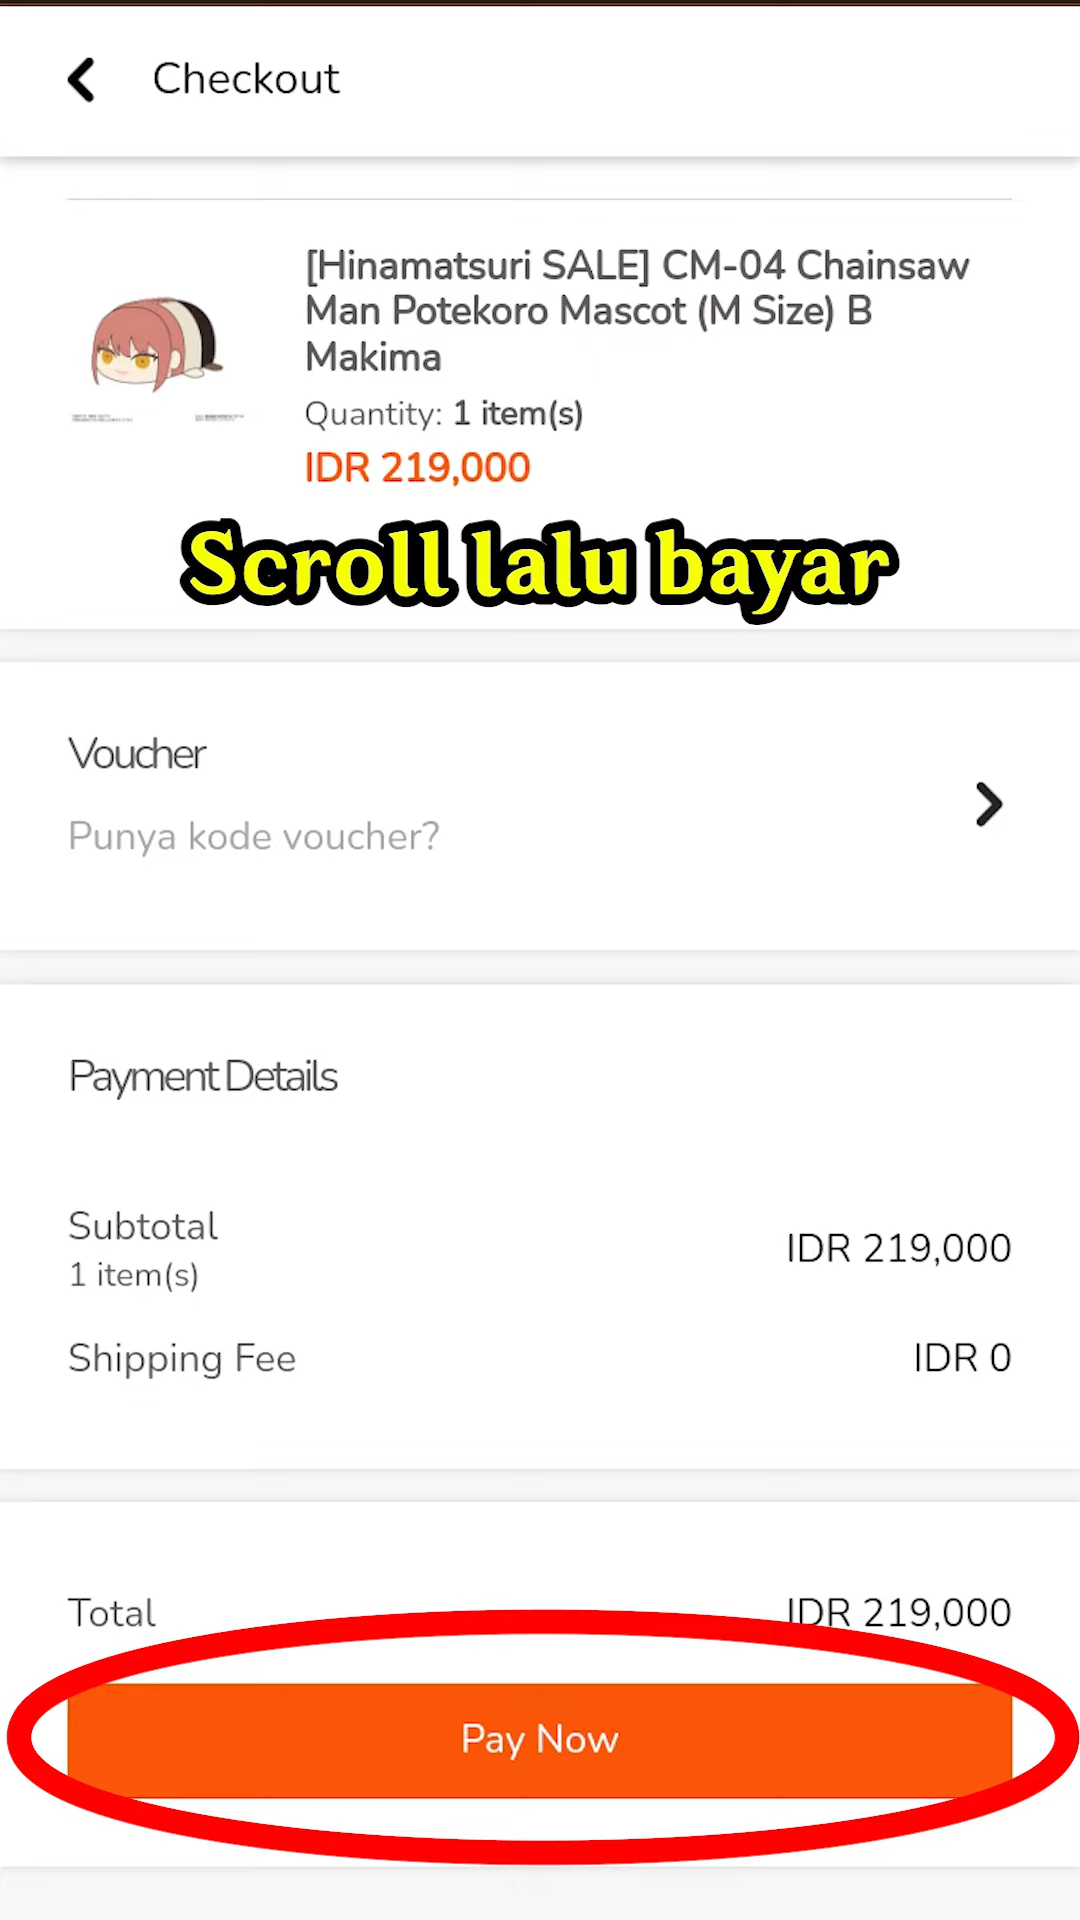 Checkout
[Hinamatsuri SALE] CM-04 Chainsaw
Man Potekoro Mascot (M Size) B
Makima
Quantity: 1 item(s)
IDR 219,000
Scroll lalu bayar
Voucher
Punya kode voucher?
Payment Details
Subtotal
1 item(s)
IDR 219,000
Shipping Fee
IDR 0
Total
IDR 219,000
Pay Now